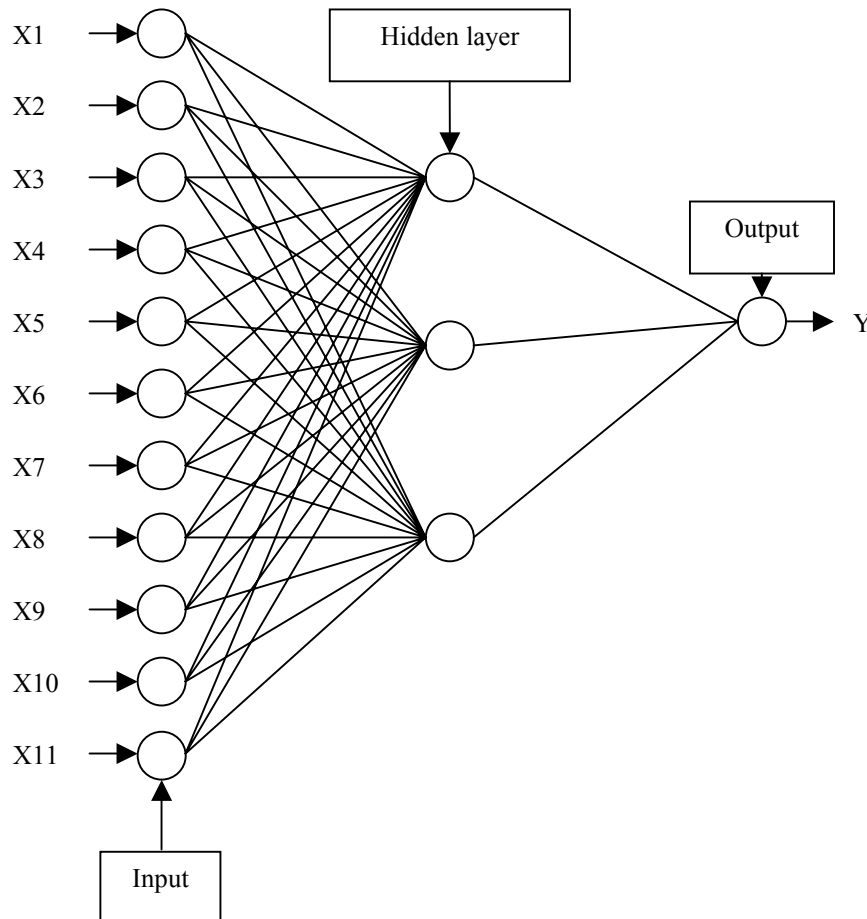 X1
Hidden layer
X2
X3
X4
Output
X5
Y
X6
X7
X8
X9
X10
X11
Input